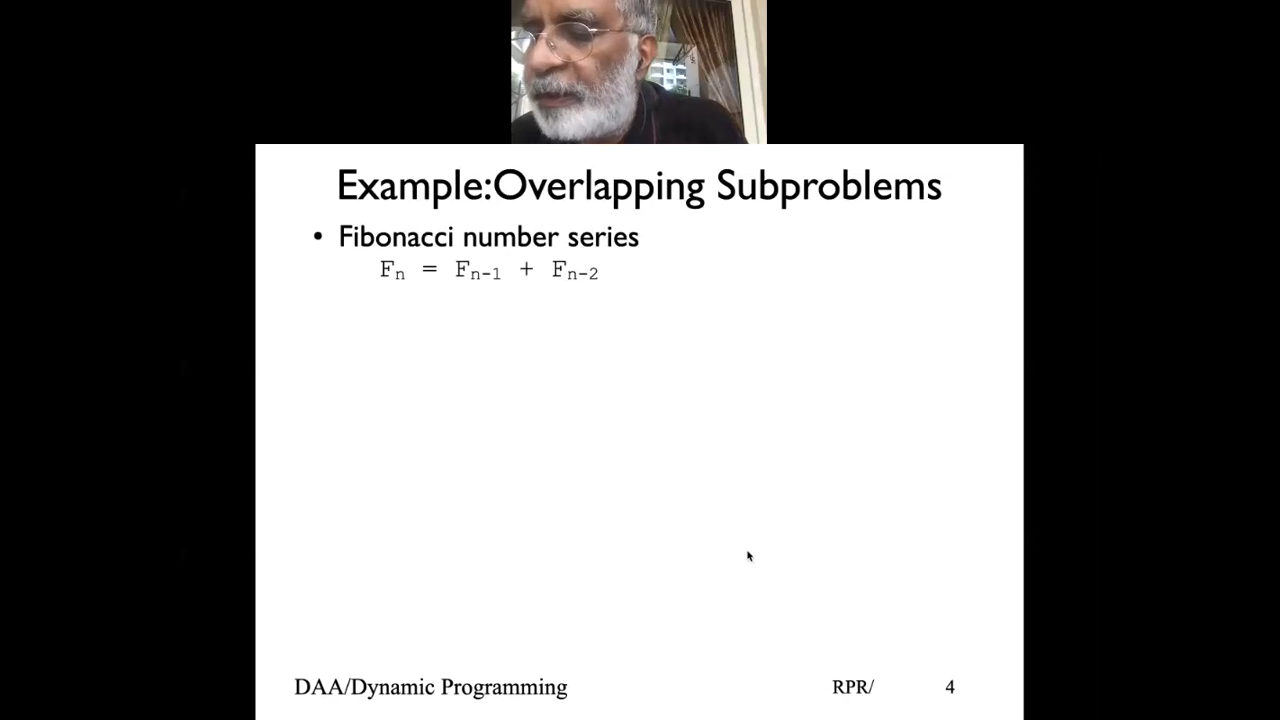 Example:Overlapping Subproblems
• Fibonacci number series
Fₙ = Fₙ₋₁ + Fₙ₋₂
DAA/Dynamic Programming RPR/ 4